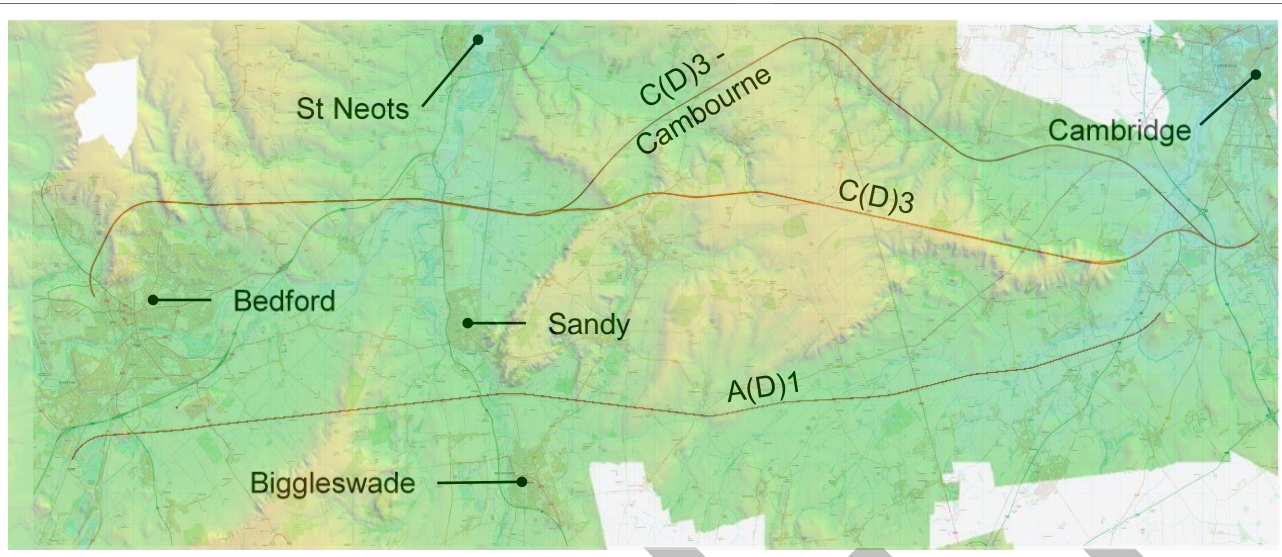 St Neots
C(D)3 -
Cambourne
Cambridge
C(D)3
Bedford
Sandy
A(D)1
Biggleswade